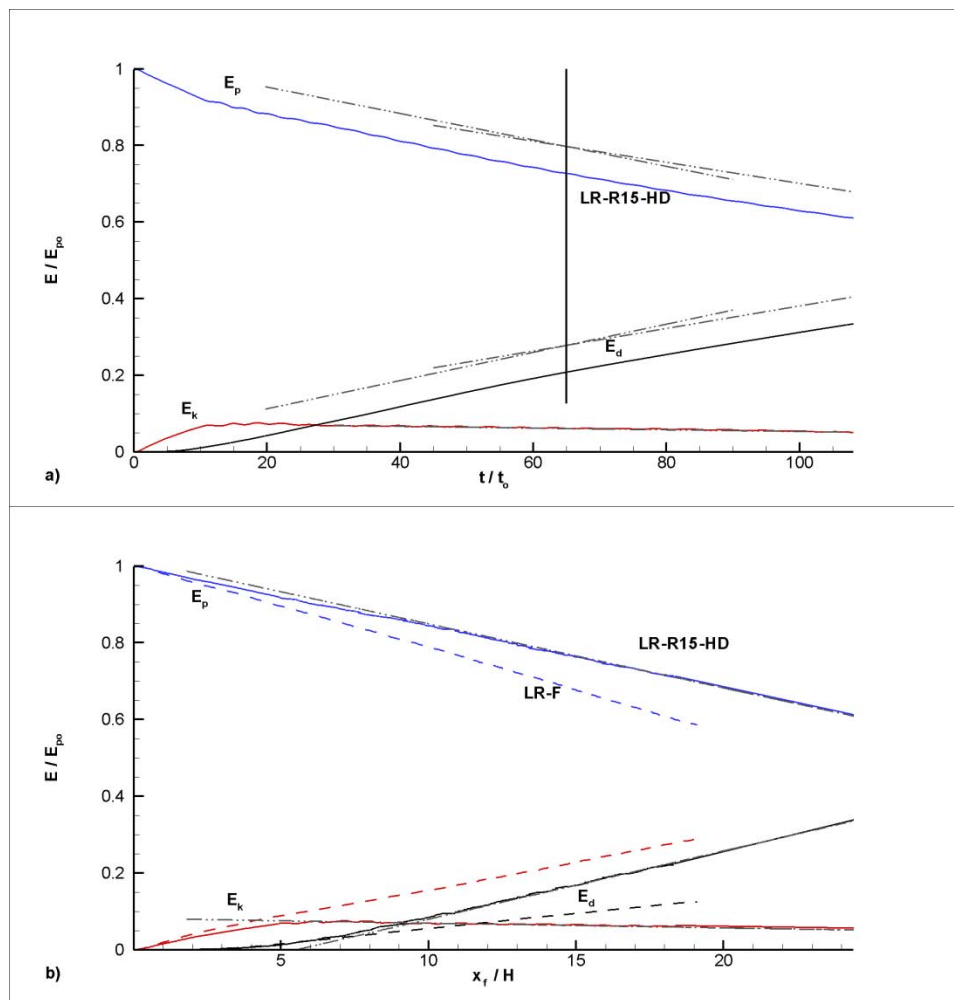 1
E_p
0.8
LR-R15-HD
0.6
E / E_po
0.4
E_d
0.2
E_k
0
0 20 40 60 80 100
a) t / t_o
1
E_p
LR-R15-HD
0.8
LR-F
0.6
E / E_po
0.4
0.2
E_k E_d
0
5 10 15 20
b) x_f / H